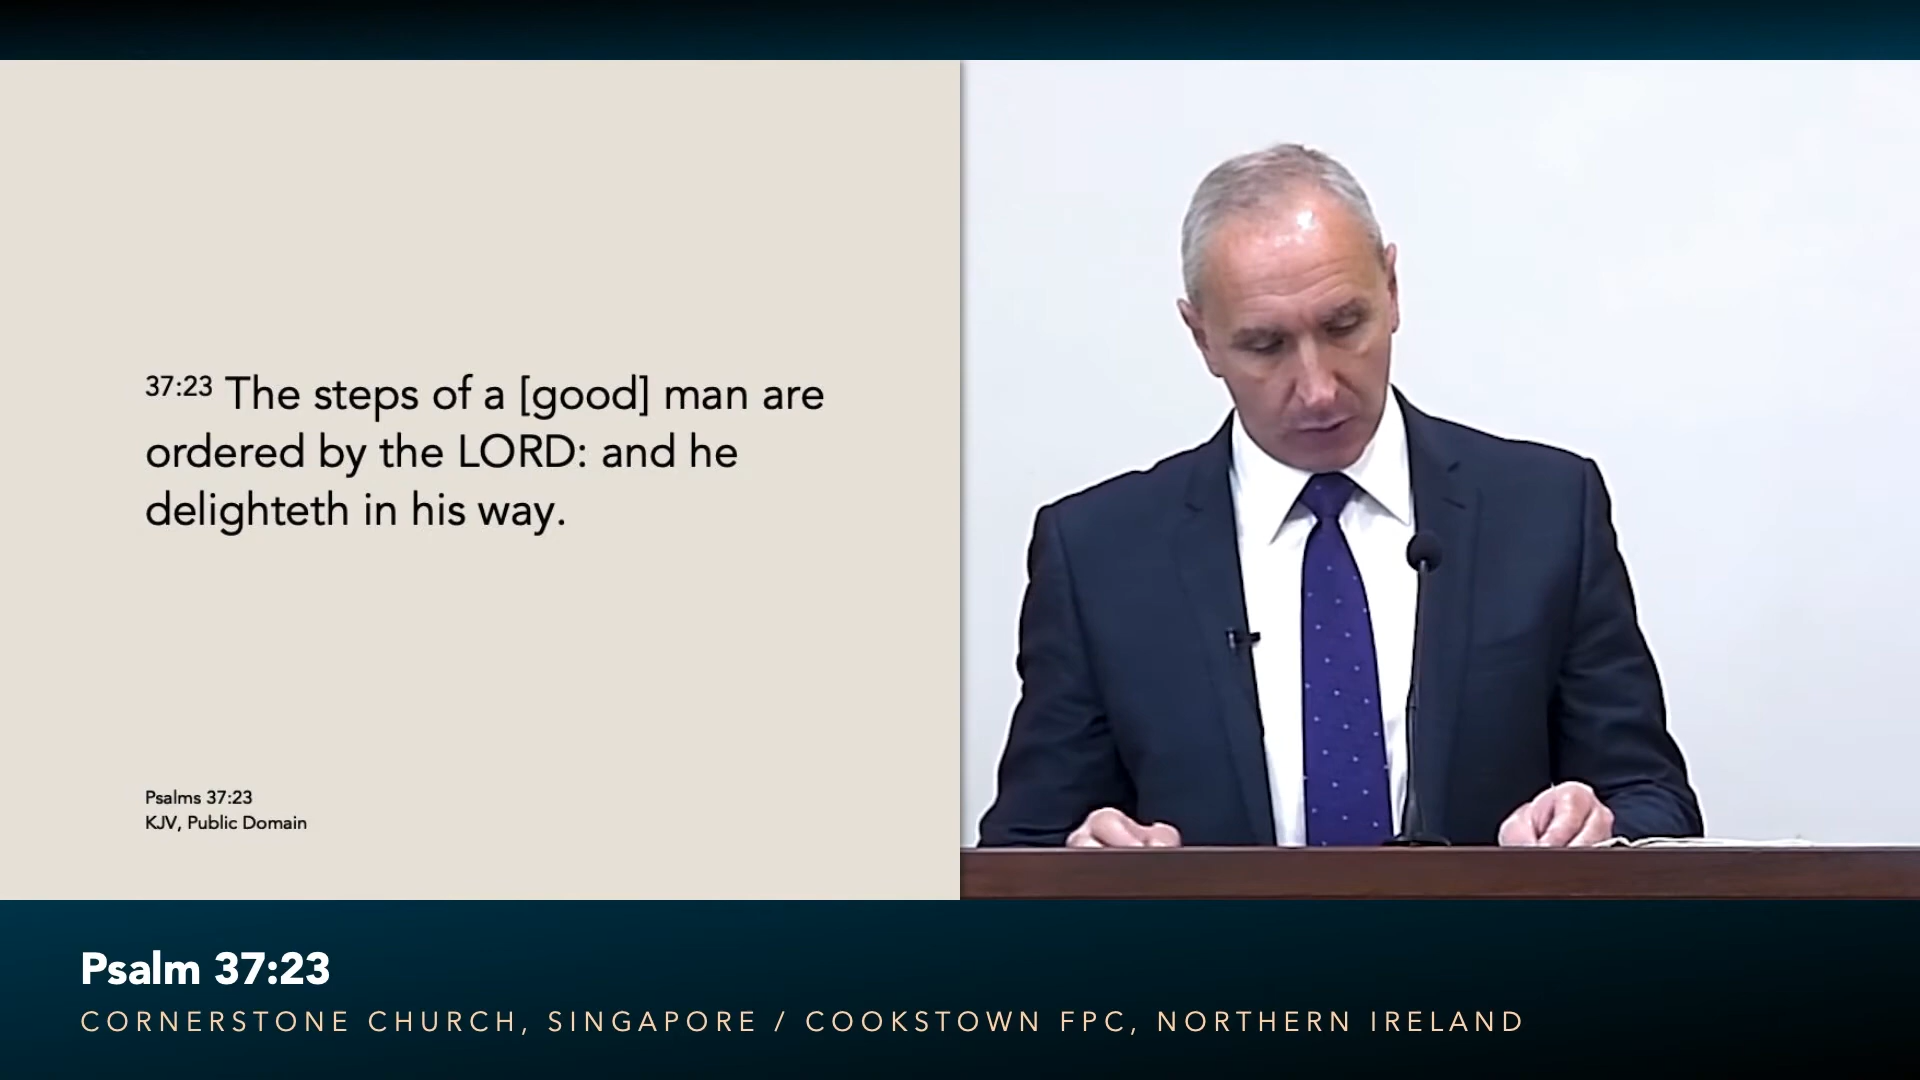 37:23 The steps of a [good] man are
ordered by the LORD: and he
delighteth in his way.
Psalms 37:23
KJV, Public Domain
Psalm 37:23
CORNERSTONE CHURCH, SINGAPORE / COOKSTOWN FPC, NORTHERN IRELAND